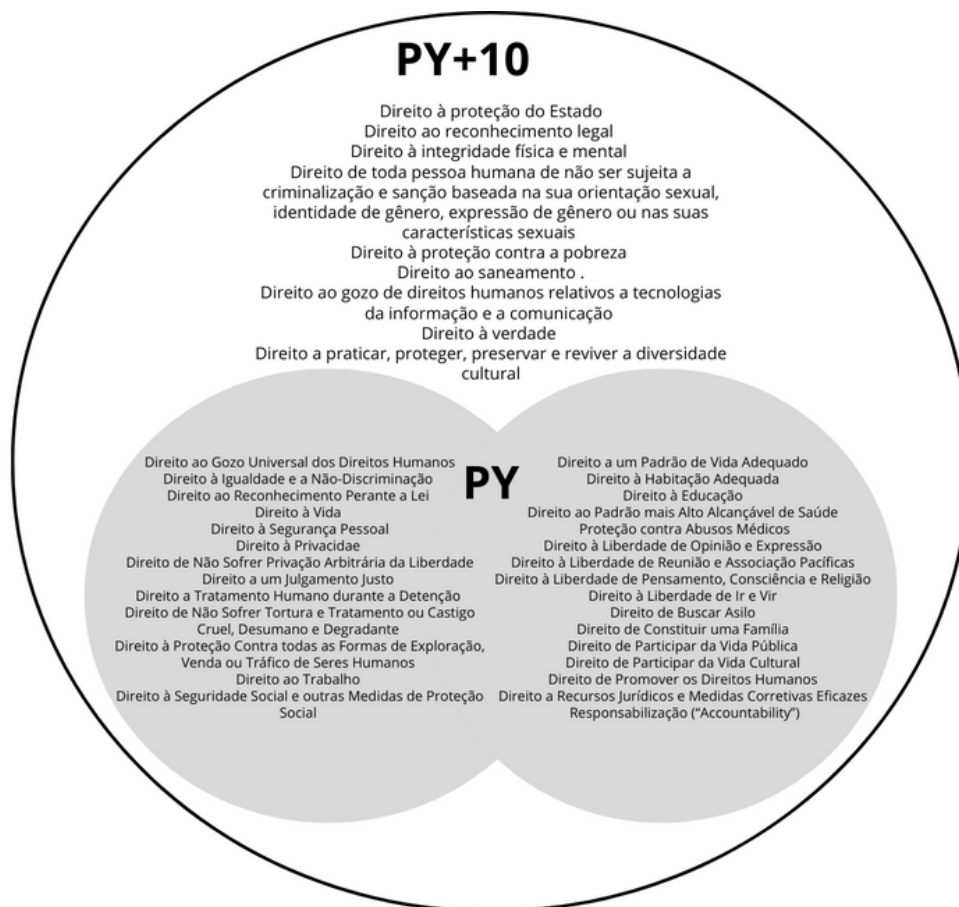 PY+10
Direito à proteção do Estado
Direito ao reconhecimento legal
Direito à integridade física e mental
Direito de toda pessoa humana de não ser sujeita a
criminalização e sanção baseada na sua orientação sexual,
identidade de gênero, expressão de gênero ou nas suas
características sexuais
Direito à proteção contra a pobreza
Direito ao saneamento .
Direito ao gozo de direitos humanos relativos a tecnologias
da informação e a comunicação
Direito à verdade
Direito a praticar, proteger, preservar e reviver a diversidade
cultural
PY
Direito ao Gozo Universal dos Direitos Humanos
Direito à Igualdade e a Não-Discriminação
Direito ao Reconhecimento Perante a Lei
Direito à Vida
Direito à Segurança Pessoal
Direito à Privacidae
Direito de Não Sofrer Privação Arbitrária da Liberdade
Direito a um Julgamento Justo
Direito a Tratamento Humano durante a Detenção
Direito de Não Sofrer Tortura e Tratamento ou Castigo
Cruel, Desumano e Degradante
Direito à Proteção Contra todas as Formas de Exploração,
Venda ou Tráfico de Seres Humanos
Direito ao Trabalho
Direito à Seguridade Social e outras Medidas de Proteção
Social
Direito a um Padrão de Vida Adequado
Direito à Habitação Adequada
Direito à Educação
Direito ao Padrão mais Alto Alcançável de Saúde
Proteção contra Abusos Médicos
Direito à Liberdade de Opinião e Expressão
Direito à Liberdade de Reunião e Associação Pacíficas
Direito à Liberdade de Pensamento, Consciência e Religião
Direito à Liberdade de Ir e Vir
Direito de Buscar Asilo
Direito de Constituir uma Família
Direito de Participar da Vida Pública
Direito de Participar da Vida Cultural
Direito de Promover os Direitos Humanos
Direito a Recursos Jurídicos e Medidas Corretivas Eficazes
Responsabilização (“Accountability”)